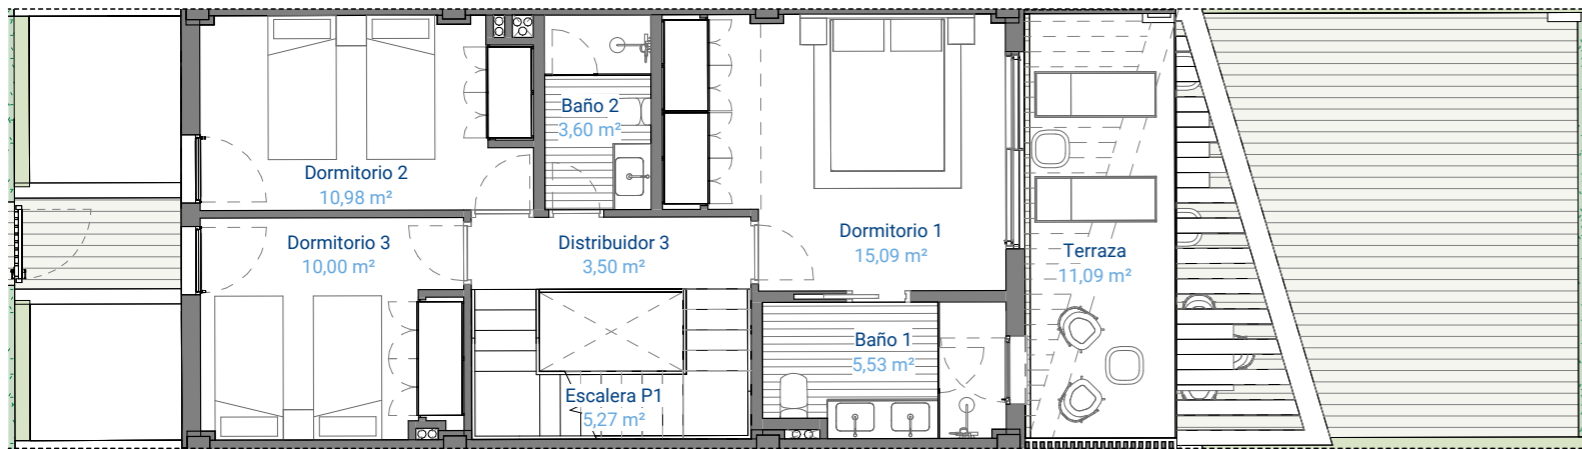 Baño 2
3,60 m²
Dormitorio 2
10,98 m²
Dormitorio 3
10,00 m²
Distribuidor 3
3,50 m²
Dormitorio 1
15,09 m²
Terraza
11,09 m²
Baño 1
5,53 m²
Escalera P1
5,27 m²